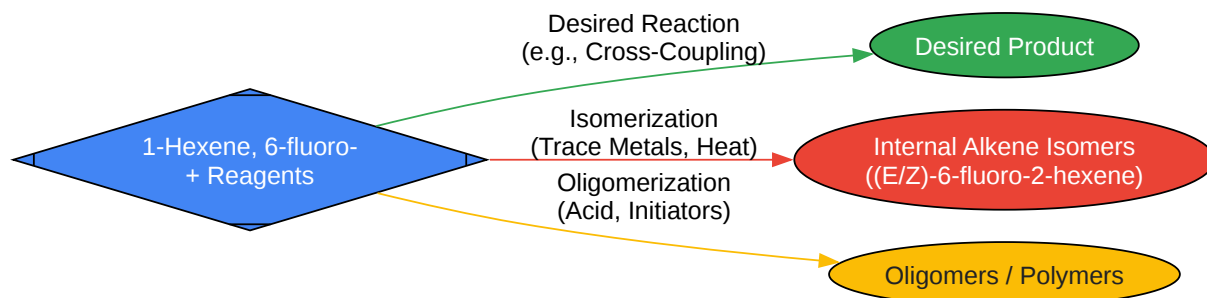 1-Hexene, 6-fluoro-
+ Reagents
Desired Reaction
(e.g., Cross-Coupling)
Desired Product
Isomerization
(Trace Metals, Heat)
Internal Alkene Isomers
((E/Z)-6-fluoro-2-hexene)
Oligomerization
(Acid, Initiators)
Oligomers / Polymers